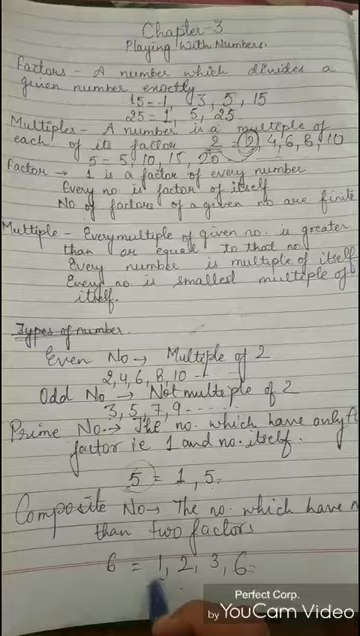 Chapter-3
Playing with Numbers.
Factors - A number which divides a
given number exactly
15 = 1, 3, 5, 15
25 = 1, 5, 25
Multiples - A number is a multiple of
each of its factor 2 = 2, 4, 6, 8, 10
5 = 5, 10, 15, 20
Factor → 1 is a factor of every number
Every no. is factor of itself
No of factors of a given no are finite
Multiple - Every multiple of given no. is greater
than or equal to that no.
Every number is multiple of itself
Every no is smallest multiple of
itself.
Types of number.
Even No → Multiple of 2
2, 4, 6, 8, 10
Odd No → Not multiple of 2
3, 5, 7, 9 - - - -
Prime No. → The no. which have only
factor ie 1 and no. itself.
5 = 1, 5.
Composite No → The no. which have
than two factors
6 = 1, 2, 3, 6
Perfect Corp.
by YouCam Video